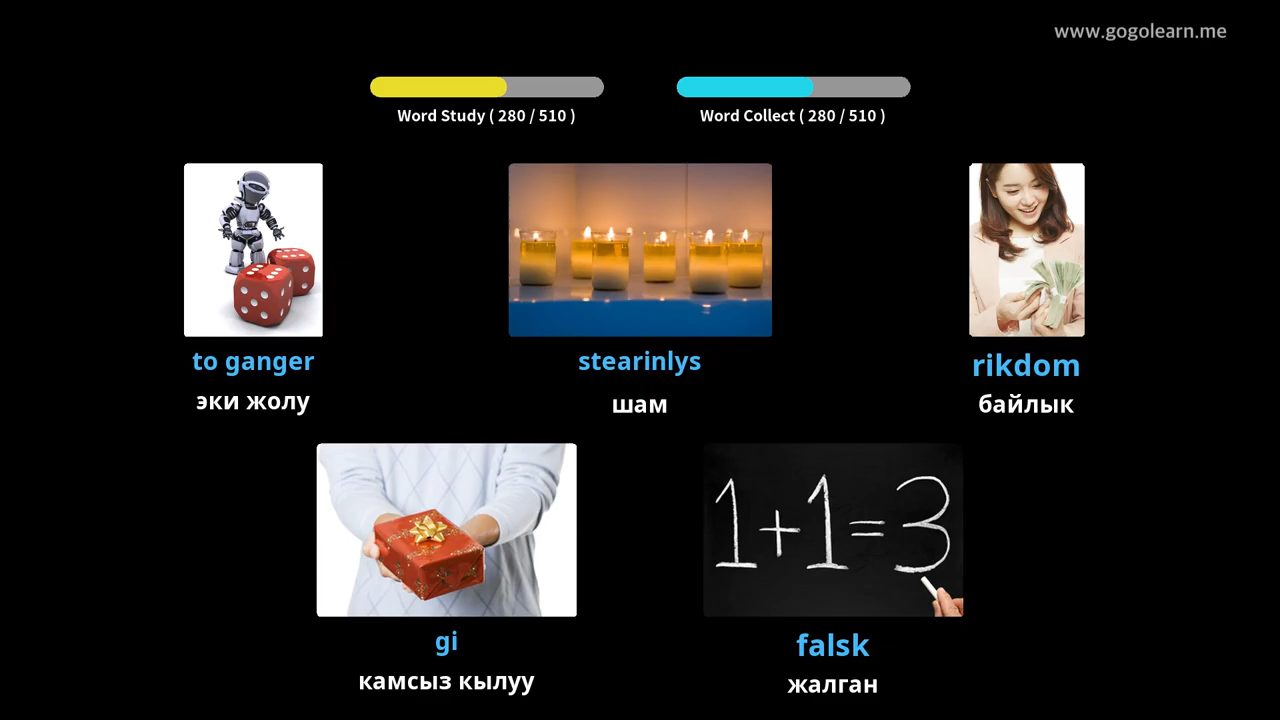 www.gogolearn.me
Word Study ( 280 / 510 )
Word Collect ( 280 / 510 )
to ganger
эки жолу
stearinlys
шам
rikdom
байлык
1+1=3
gi
камсыз кылуу
falsk
жалган